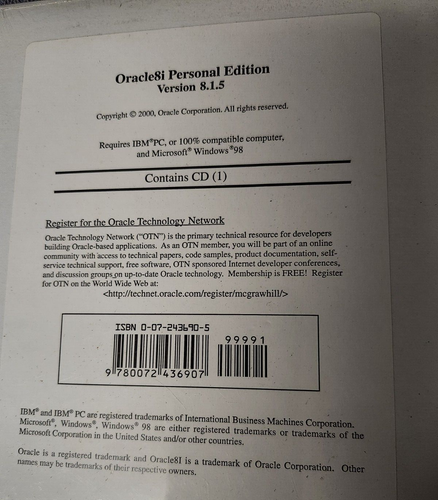 Oracle8i Personal Edition
Version 8.1.5
Copyright © 2000, Oracle Corporation. All rights reserved.
Requires IBM®PC, or 100% compatible computer,
and Microsoft® Windows®98
Contains CD (1)
Register for the Oracle Technology Network
Oracle Technology Network ("OTN") is the primary technical resource for developers
building Oracle-based applications. As an OTN member, you will be part of an online
community with access to technical papers, code samples, product documentation, self-
service technical support, free software, OTN sponsored Internet developer conferences,
and discussion groups on up-to-date Oracle technology. Membership is FREE! Register
for OTN on the World Wide Web at:
<http://technet.oracle.com/register/mcgrawhill/>
ISBN 0-07-243690-5
99991
9 780072 436907
IBM® and IBM® PC are registered trademarks of International Business Machines Corporation.
Microsoft®, Windows®, Windows® 98 are either registered trademarks or trademarks of the
Microsoft Corporation in the United States and/or other countries.
Oracle is a registered trademark and Oracle8I is a trademark of Oracle Corporation. Other
names may be trademarks of their respective owners.